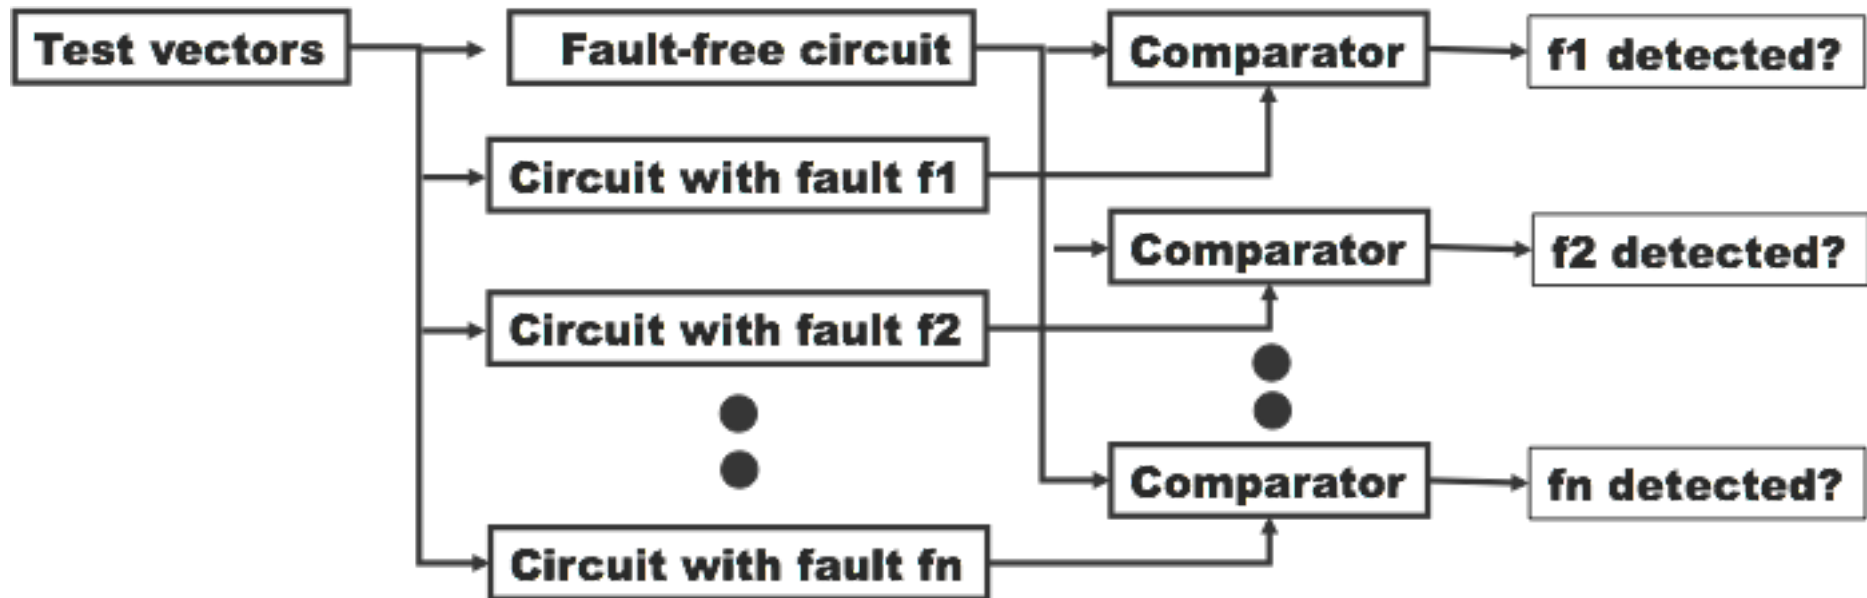 Test vectors
Fault-free circuit
Comparator
f1 detected?
Circuit with fault f1
Comparator
f2 detected?
Circuit with fault f2
Comparator
fn detected?
Circuit with fault fn